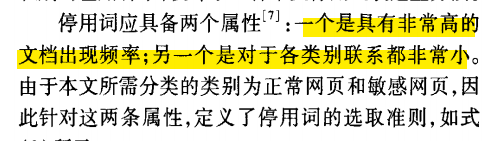 停用词应具备两个属性[7]:一个是具有非常高的
文档出现频率;另一个是对于各类别联系都非常小。
由于本文所需分类的类别为正常网页和敏感网页,因
此针对这两条属性,定义了停用词的选取准则,如式